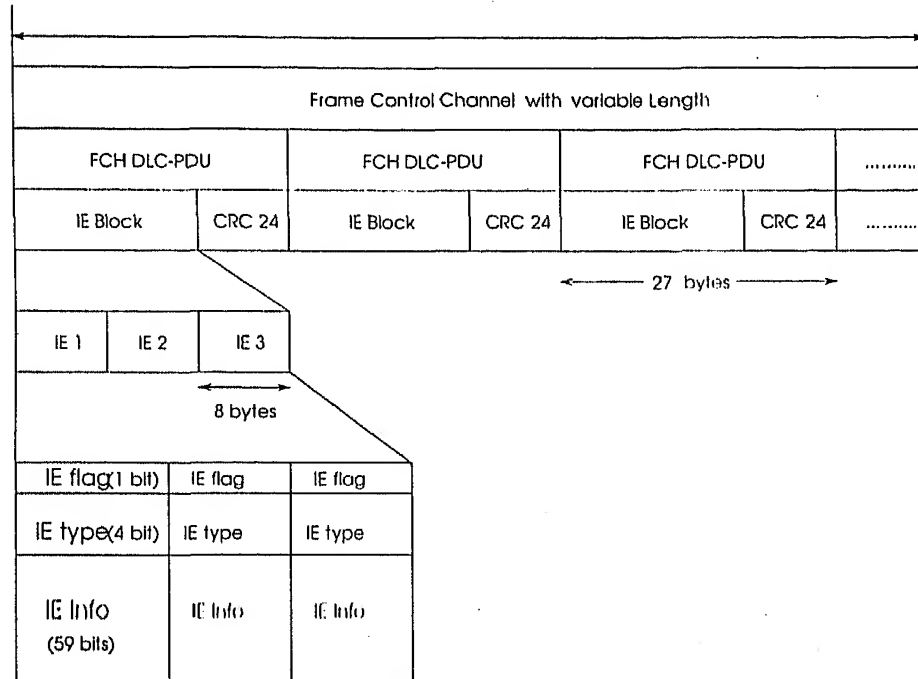 Frame Control Channel with variable Length
FCH DLC-PDU FCH DLC-PDU FCH DLC-PDU ..........
IE Block CRC 24 IE Block CRC 24 IE Block CRC 24 ..........
27 bytes
IE 1 IE 2 IE 3
8 bytes
IE flag(1 bit) IE flag IE flag
IE type(4 bit) IE type IE type
IE Info IE Info IE Info
(59 bits)